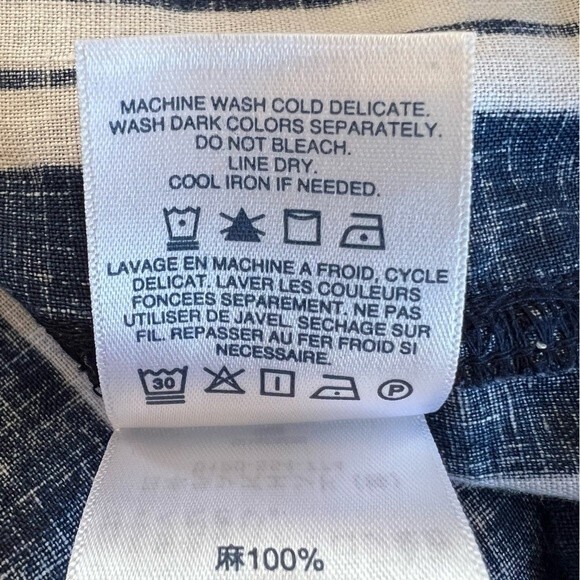 MACHINE WASH COLD DELICATE.
WASH DARK COLORS SEPARATELY.
DO NOT BLEACH.
LINE DRY.
COOL IRON IF NEEDED.
LAVAGE EN MACHINE A FROID, CYCLE
DELICAT. LAVER LES COULEURS
FONCEES SEPAREMENT. NE PAS
UTILISER DE JAVEL. SECHAGE SUR
FIL. REPASSER AU FER FROID SI
NECESSAIRE.
30 P
麻100%